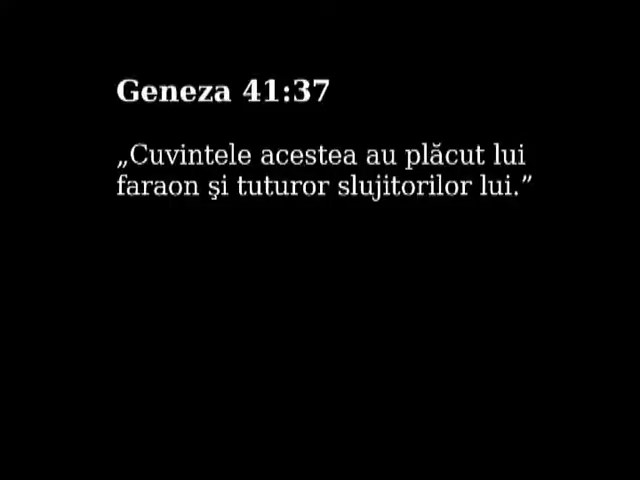 Geneza 41:37
„Cuvintele acestea au plăcut lui
faraon şi tuturor slujitorilor lui.”